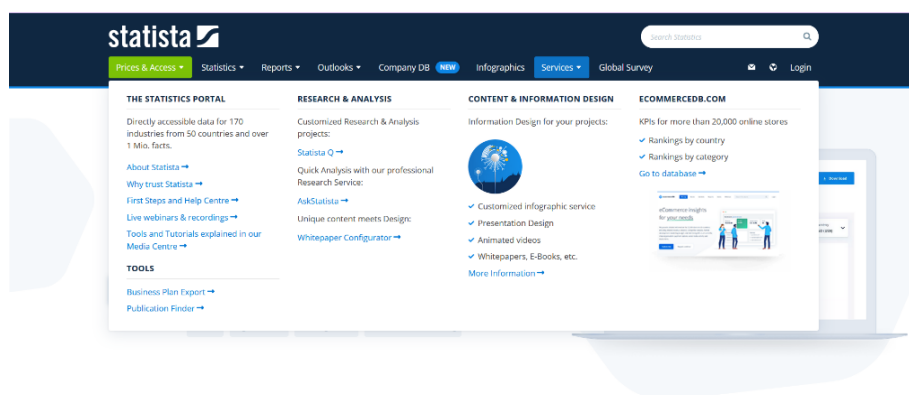 statista
Search Statistics
Prices & Access
Statistics
Reports
Outlooks
Company DB NEW
Infographics
Services
Global Survey
Login
THE STATISTICS PORTAL
Directly accessible data for 170
industries from 50 countries and over
1 Mio. facts.
About Statista →
Why trust Statista →
First Steps and Help Centre →
Live webinars & recordings →
Tools and Tutorials explained in our
Media Centre →
TOOLS
Business Plan Export →
Publication Finder →
RESEARCH & ANALYSIS
Customized Research & Analysis
projects:
Statista Q →
Quick Analysis with our professional
Research Service:
AskStatista →
Unique content meets Design:
Whitepaper Configurator →
CONTENT & INFORMATION DESIGN
Information Design for your projects:
✓ Customized infographic service
✓ Presentation Design
✓ Animated videos
✓ Whitepapers, E-Books, etc.
More Information →
ECOMMERCEDB.COM
KPIs for more than 20,000 online stores
✓ Rankings by country
✓ Rankings by category
Go to database →
eCommerce insights
for your needs
Download